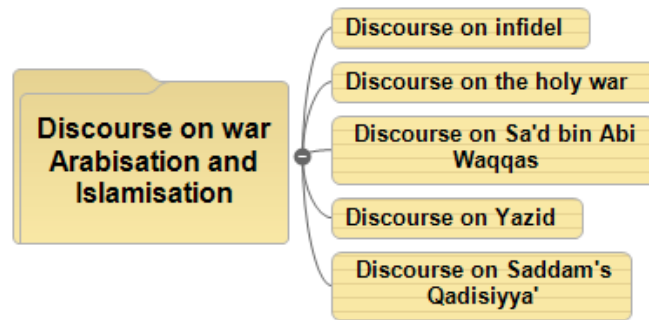 Discourse on war
Arabisation and
Islamisation
Discourse on infidel
Discourse on the holy war
Discourse on Sa'd bin Abi
Waqqas
Discourse on Yazid
Discourse on Saddam's
Qadisiyya'